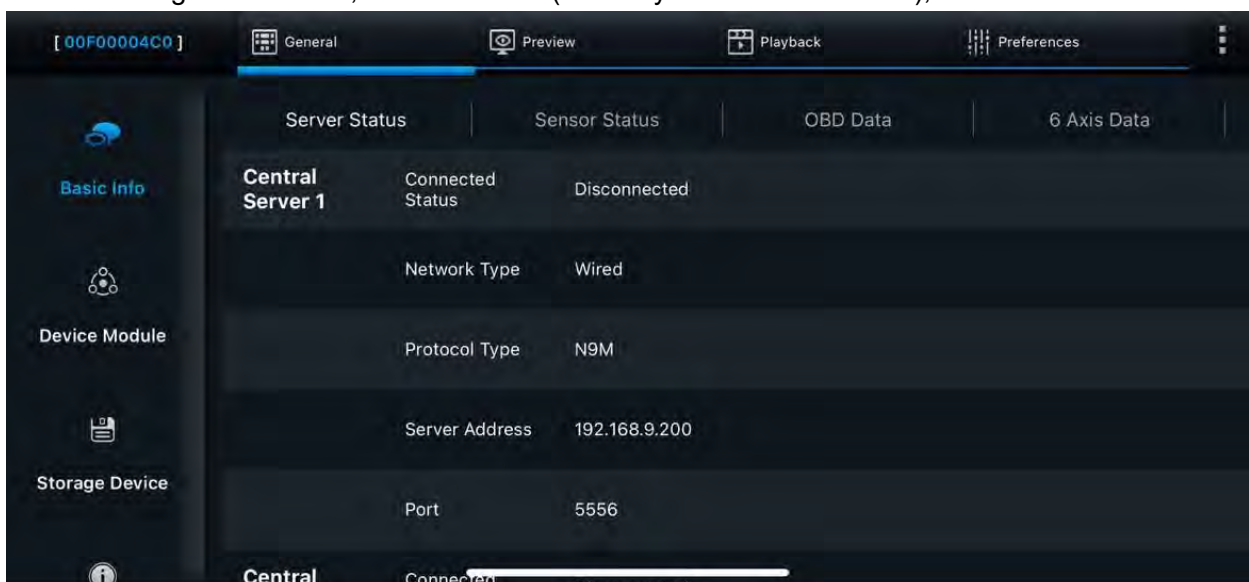 [ 00F00004C0 ]
General
Preview
Playback
Preferences
Server Status
Sensor Status
OBD Data
6 Axis Data
Basic Info
Central
Server 1
Connected
Status
Disconnected
Network Type
Wired
Device Module
Protocol Type
N9M
Server Address
192.168.9.200
Storage Device
Port
5556
Central
Connected